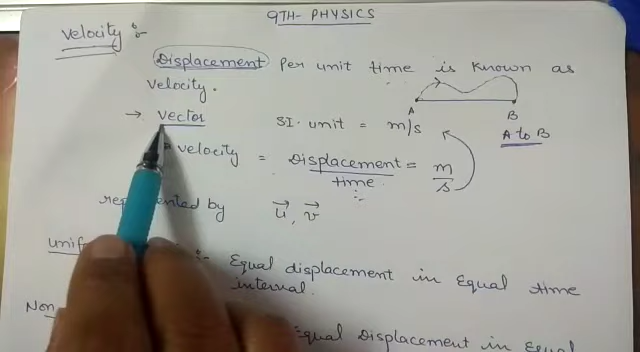 9TH- PHYSICS
Velocity :-
Displacement Per unit time is known as
velocity.
A
B
→ vector SI. unit = m/s
A to B
velocity = Displacement / time = m / s
by →u, →v
:- Equal displacement in Equal time
interval.
Non
Equal Displacement in Equal